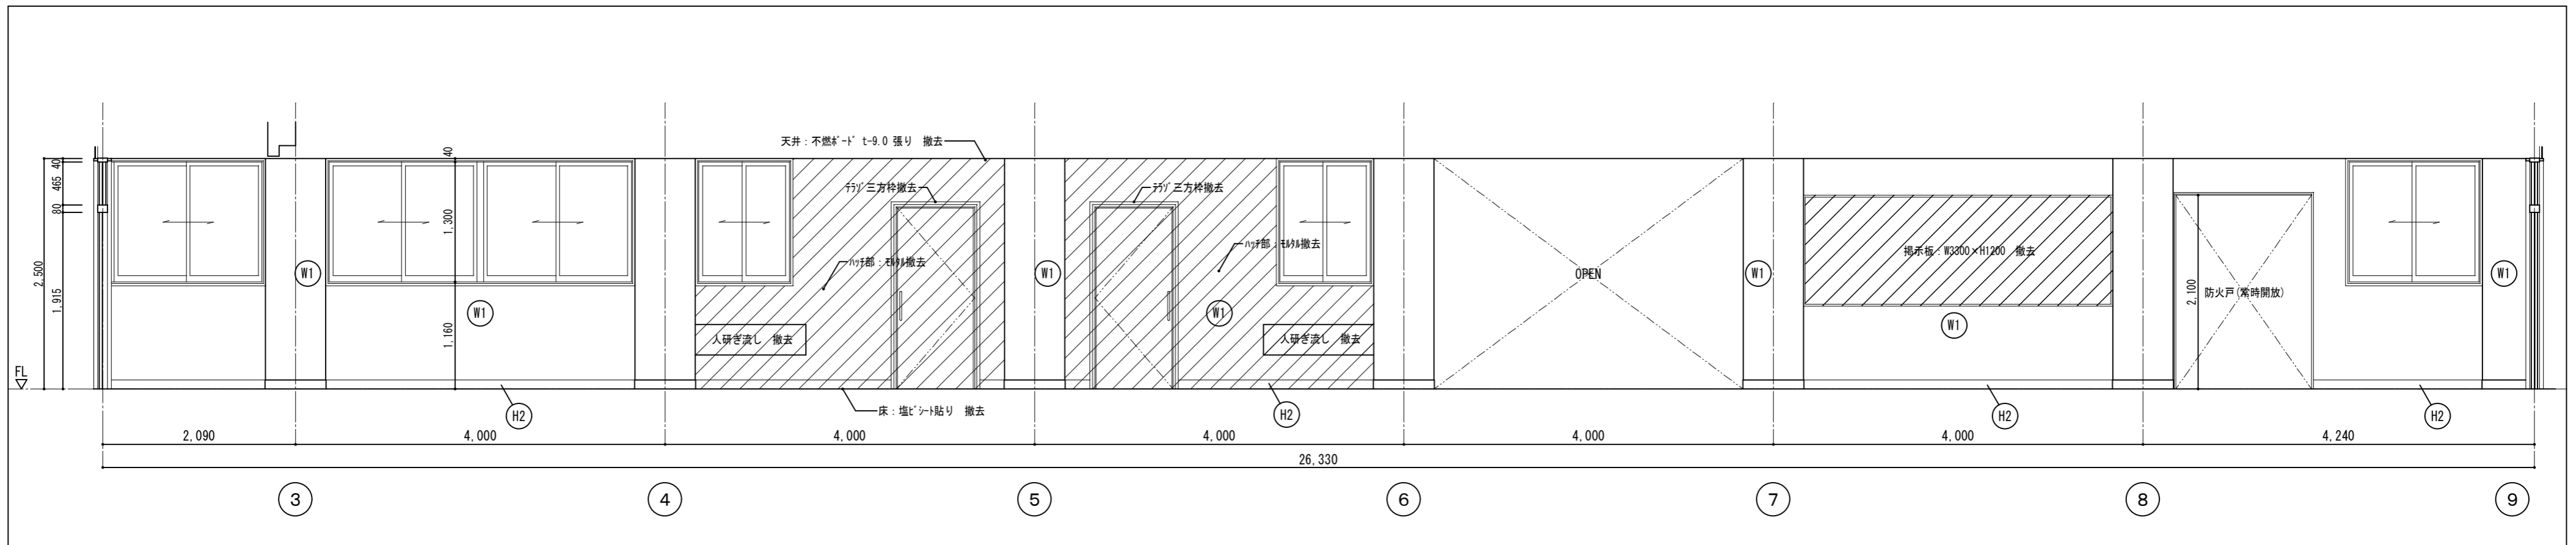 天井：不燃ﾎﾞｰﾄﾞ t-9.0 張り　撤去
40
465
80
1,915
2,500
40
1,300
1,160
ﾃﾗｿﾞ三方枠撤去
ﾃﾗｿﾞ三方枠撤去
ﾊｯﾁ部：ﾓﾙﾀﾙ撤去
ﾊｯﾁ部：ﾓﾙﾀﾙ撤去
W1
W1
W1
W1
W1
W1
W1
OPEN
掲示板：W3300×H1200　撤去
2,100
防火戸(常時開放)
人研ぎ流し　撤去
人研ぎ流し　撤去
FL
床：塩ﾋﾞｼｰﾄ貼り　撤去
H2
H2
H2
H2
2,090
4,000
4,000
4,000
4,000
4,000
4,240
26,330
3
4
5
6
7
8
9